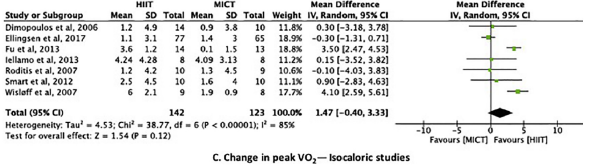 HIIT MICT Mean Difference Mean Difference
Study or Subgroup Mean SD Total Mean SD Total Weight IV, Random, 95% CI IV, Random, 95% CI
Dimopoulos et al, 2006 1.2 4.9 14 0.9 3.8 10 11.8% 0.30 [-3.18, 3.78]
Ellingsen et al, 2017 1.1 3.1 77 1.4 3 65 18.5% -0.30 [-1.31, 0.71]
Fu et al, 2013 3.6 1.2 14 0.1 1.5 13 18.5% 3.50 [2.47, 4.53]
Iellamo et al, 2013 4.24 4.28 8 4.09 3.13 8 11.4% 0.15 [-3.52, 3.82]
Roditis et al, 2007 1.2 4.2 10 1.3 4.5 9 10.6% -0.10 [-4.03, 3.83]
Smart et al, 2012 2.5 4.5 10 1.6 4 10 11.2% 0.90 [-2.83, 4.63]
Wisløff et al, 2007 6 2.1 9 1.9 0.9 8 17.9% 4.10 [2.59, 5.61]
Total (95% CI) 142 123 100.0% 1.47 [-0.40, 3.33]
Heterogeneity: Tau² = 4.53; Chi² = 38.77, df = 6 (P < 0.00001); I² = 85%
Test for overall effect: Z = 1.54 (P = 0.12)
-10 -5 0 5 10
Favours [MICT] Favours [HIIT]
C. Change in peak VO₂— Isocaloric studies